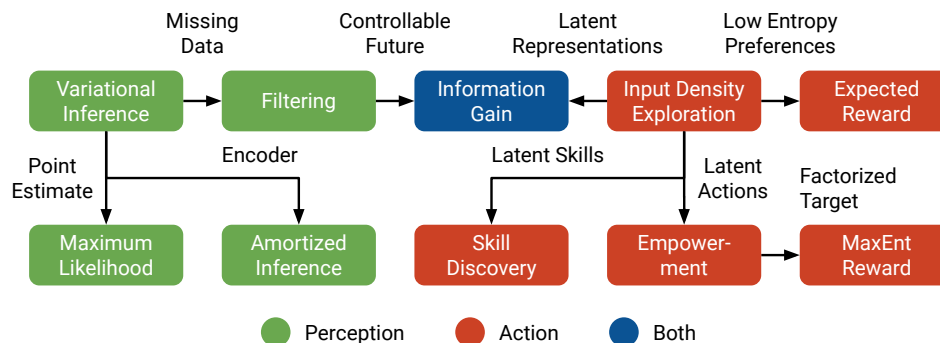 Missing
Data
Controllable
Future
Latent
Representations
Low Entropy
Preferences
Variational
Inference
Filtering
Information
Gain
Input Density
Exploration
Expected
Reward
Point
Estimate
Encoder
Latent Skills
Latent
Actions
Factorized
Target
Maximum
Likelihood
Amortized
Inference
Skill
Discovery
Empower-
ment
MaxEnt
Reward
Perception
Action
Both